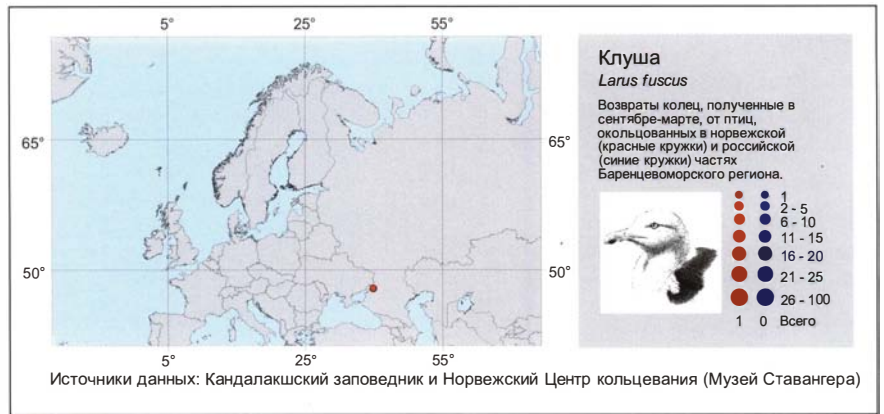 5° 25° 55°
65° 65°
50° 50°
5° 25° 55°
Клуша
Larus fuscus
Возвраты колец, полученные в
сентябре-марте, от птиц,
окольцованных в норвежской
(красные кружки) и российской
(синие кружки) частях
Баренцевоморского региона.
1
2 - 5
6 - 10
11 - 15
16 - 20
21 - 25
26 - 100
1 0 Всего
Источники данных: Кандалакшский заповедник и Норвежский Центр кольцевания (Музей Ставангера)